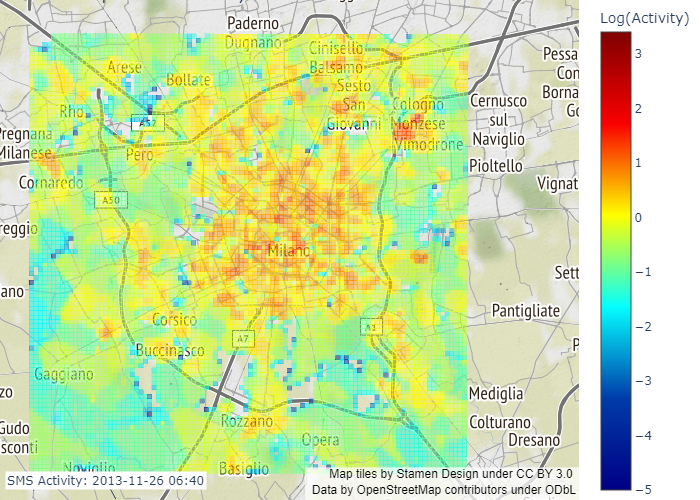 Paderno
Dugnano
Cinisello
Balsamo
Log(Activity)
Arese
Bollate
Sesto
San
Giovanni
Pessa
Con
Borna
Go
Rho
A52
Cologno
Monzese
Vimodrone
Cernusco
sul
Naviglio
Pregnana
Milanese
Pero
Pioltello
Cornaredo
A50
Vignat
reggio
Milano
Sett
ano
Pantigliate
Corsico
A7
A1
Buccinasco
P
Gaggiano
zo
Mediglia
Rozzano
Colturano
Gudo
sconti
Opera
Dresano
Noviglio
Basiglio
SMS Activity: 2013-11-26 06:40
Map tiles by Stamen Design under CC BY 3.0
Data by OpenStreetMap contributors under ODbL
3
2
1
0
−1
−2
−3
−4
−5